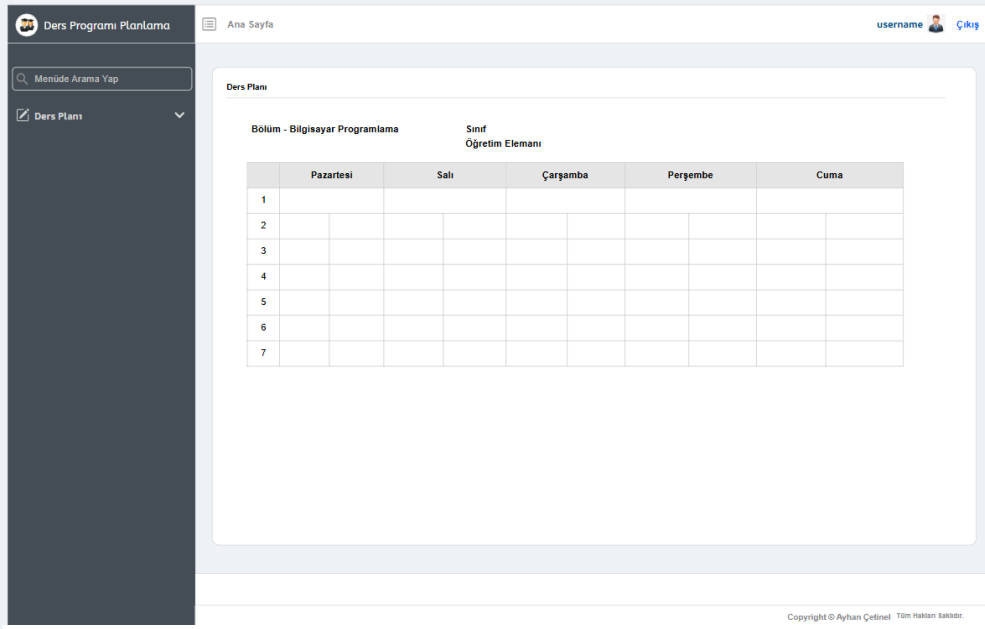 Ders Programı Planlama
Ana Sayfa
username
Çıkış
Menüde Arama Yap
Ders Planı
Ders Planı
Bölüm - Bilgisayar Programlama
Sınıf
Öğretim Elemanı
Pazartesi Salı Çarşamba Perşembe Cuma
1
2
3
4
5
6
7
Copyright © Ayhan Çetinel Tüm Hakları Saklıdır.